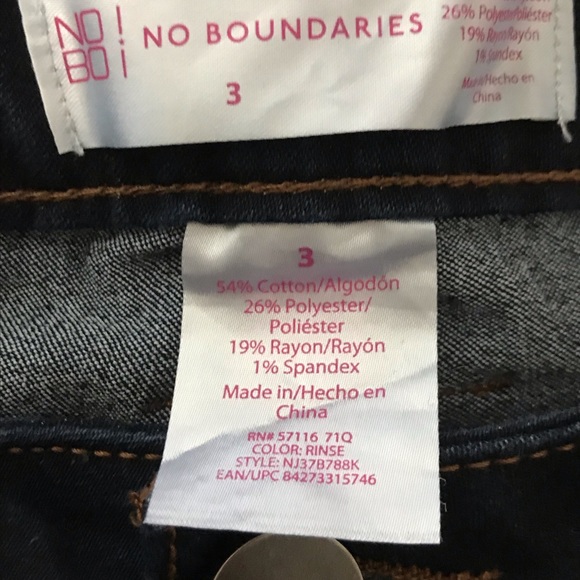 NO! NO BOUNDARIES
BO¡
3
26% Polyester/Poliéster
19% Rayon/Rayón
1% Spandex
Made in/Hecho en
China
3
54% Cotton/Algodón
26% Polyester/
Poliéster
19% Rayon/Rayón
1% Spandex
Made in/Hecho en
China
RN# 57116 71Q
COLOR: RINSE
STYLE: NJ37B788K
EAN/UPC 84273315746